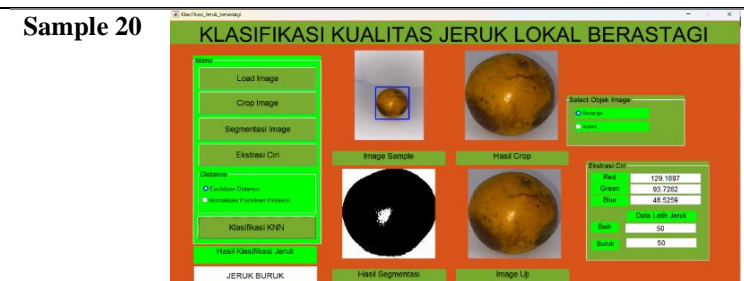 Sample 20
Klasifikasi_Jeruk_berastagi
KLASIFIKASI KUALITAS JERUK LOKAL BERASTAGI
Menu
Load Image
Crop Image
Segmentasi Image
Ekstrasi Ciri
Distance
Euclidean Distance
Normalisasi Euclidean Distance
Klasifikasi KNN
Hasil Klasifikasi Jeruk
JERUK BURUK
Image Sample
Hasil Crop
Hasil Segmentasi
Image Uji
Select Objek Image
Rectangle
Ekstrasi Ciri
Red 129.1697
Green 93.7282
Blue 48.5259
Data Latih Jeruk
Baik 50
Buruk 50